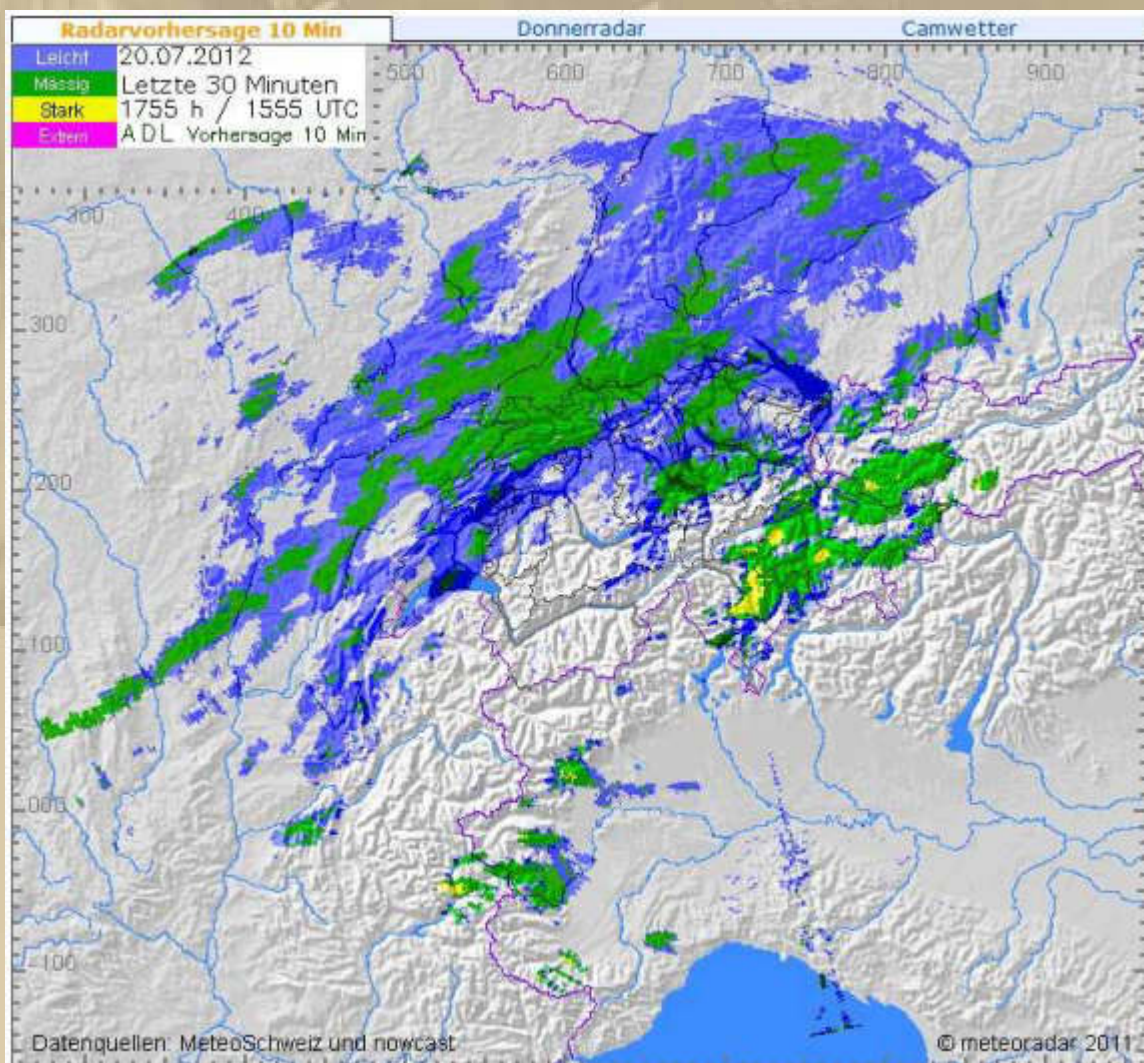 Radarvorhersage 10 Min Donnerradar Camwetter
Leicht 20.07.2012
Mässig Letzte 30 Minuten
Stark 1755 h / 1555 UTC
Extrem ADL Vorhersage 10 Min
500 600 700 800 900
300 400
300
200
100
000
-100
Datenquellen: MeteoSchweiz und nowcast © meteoradar 2011